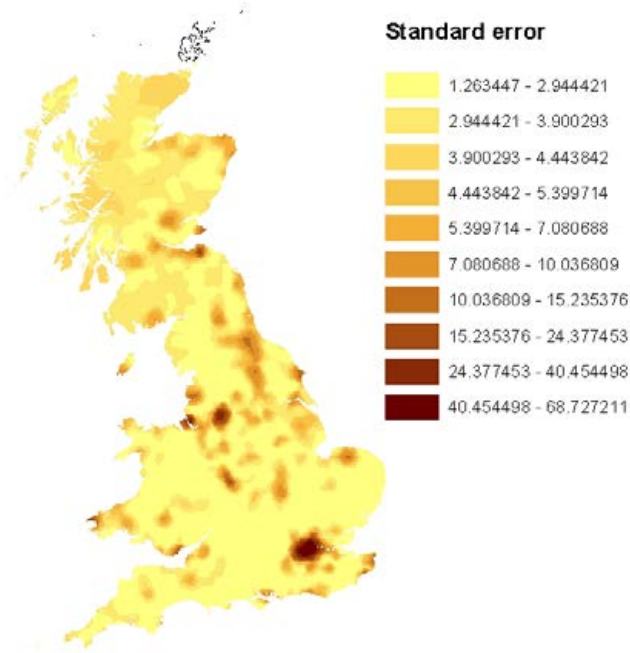 Standard error
1.263447 - 2.944421
2.944421 - 3.900293
3.900293 - 4.443842
4.443842 - 5.399714
5.399714 - 7.080688
7.080688 - 10.036809
10.036809 - 15.235376
15.235376 - 24.377453
24.377453 - 40.454498
40.454498 - 68.727211